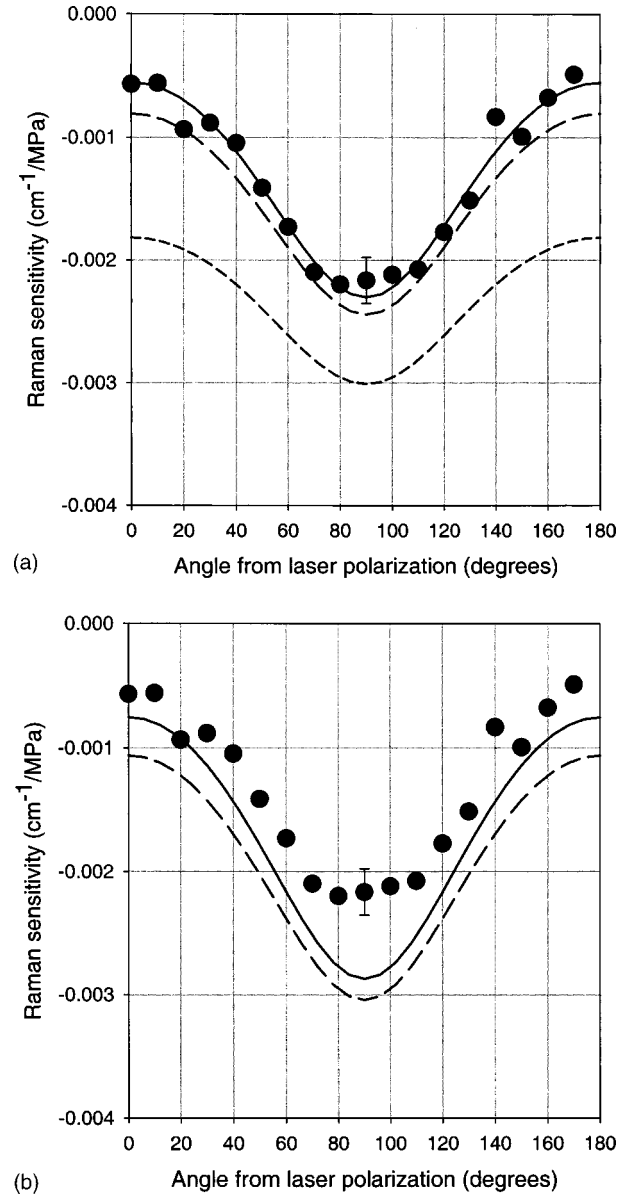 0.000
-0.001
-0.002
-0.003
-0.004
Raman sensitivity (cm⁻¹/MPa)
0 20 40 60 80 100 120 140 160 180
(a)
Angle from laser polarization (degrees)
0.000
-0.001
-0.002
-0.003
-0.004
Raman sensitivity (cm⁻¹/MPa)
0 20 40 60 80 100 120 140 160 180
(b)
Angle from laser polarization (degrees)